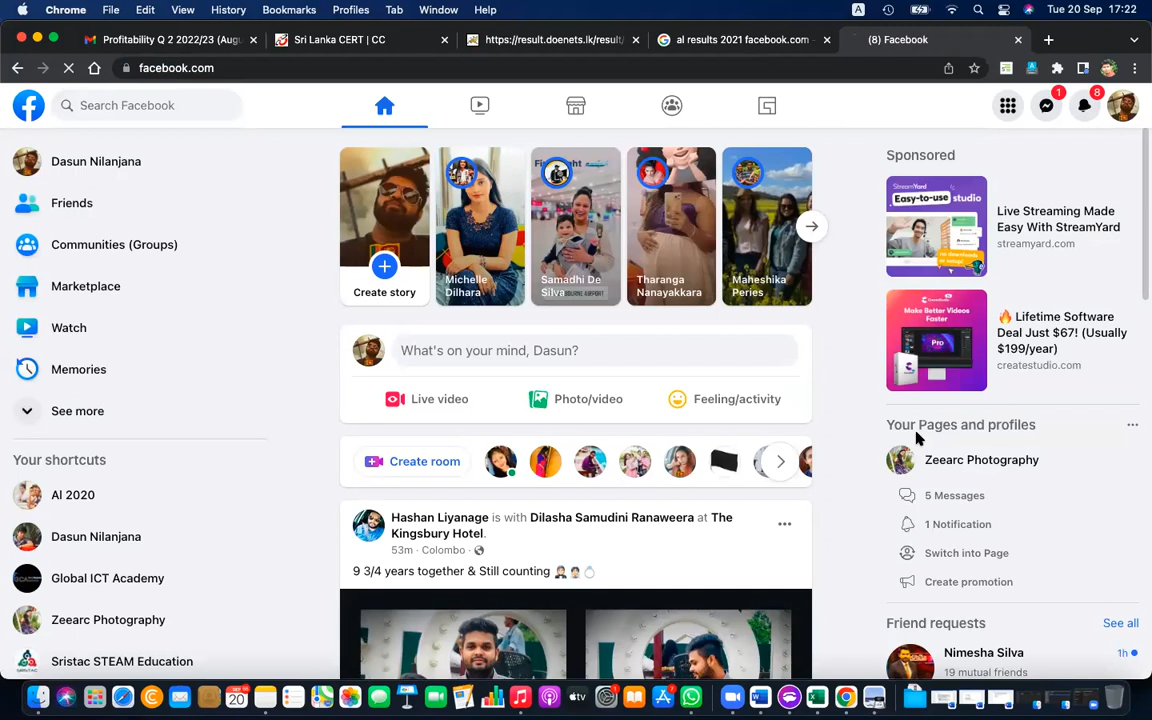 Chrome File Edit View History Bookmarks Profiles Tab Window Help A Tue 20 Sep 17:22
Profitability Q 2 2022/23 (Augu Sri Lanka CERT | CC https://result.doenets.lk/result/ al results 2021 facebook.com - (8) Facebook
facebook.com
Search Facebook 1 8
Dasun Nilanjana
Friends
Communities (Groups)
Marketplace
Watch
Memories
See more
Your shortcuts
Al 2020
Dasun Nilanjana
Global ICT Academy
Zeearc Photography
Sristac STEAM Education
Create story
Michelle
Dilhara
Samadhi De
Silva
Tharanga
Nanayakkara
Maheshika
Peries
What's on your mind, Dasun?
Live video Photo/video Feeling/activity
Create room
Hashan Liyanage is with Dilasha Samudini Ranaweera at The
Kingsbury Hotel.
53m · Colombo ·
9 3/4 years together & Still counting 🤵🏻👰🏻💍
Sponsored
StreamYard
Easy-to-use studio
Live Streaming Made
Easy With StreamYard
streamyard.com
Make Better Videos
Faster
Pro
🔥 Lifetime Software
Deal Just $67! (Usually
$199/year)
createstudio.com
Your Pages and profiles
Zeearc Photography
5 Messages
1 Notification
Switch into Page
Create promotion
Friend requests See all
Nimesha Silva 1h
19 mutual friends
20 tv